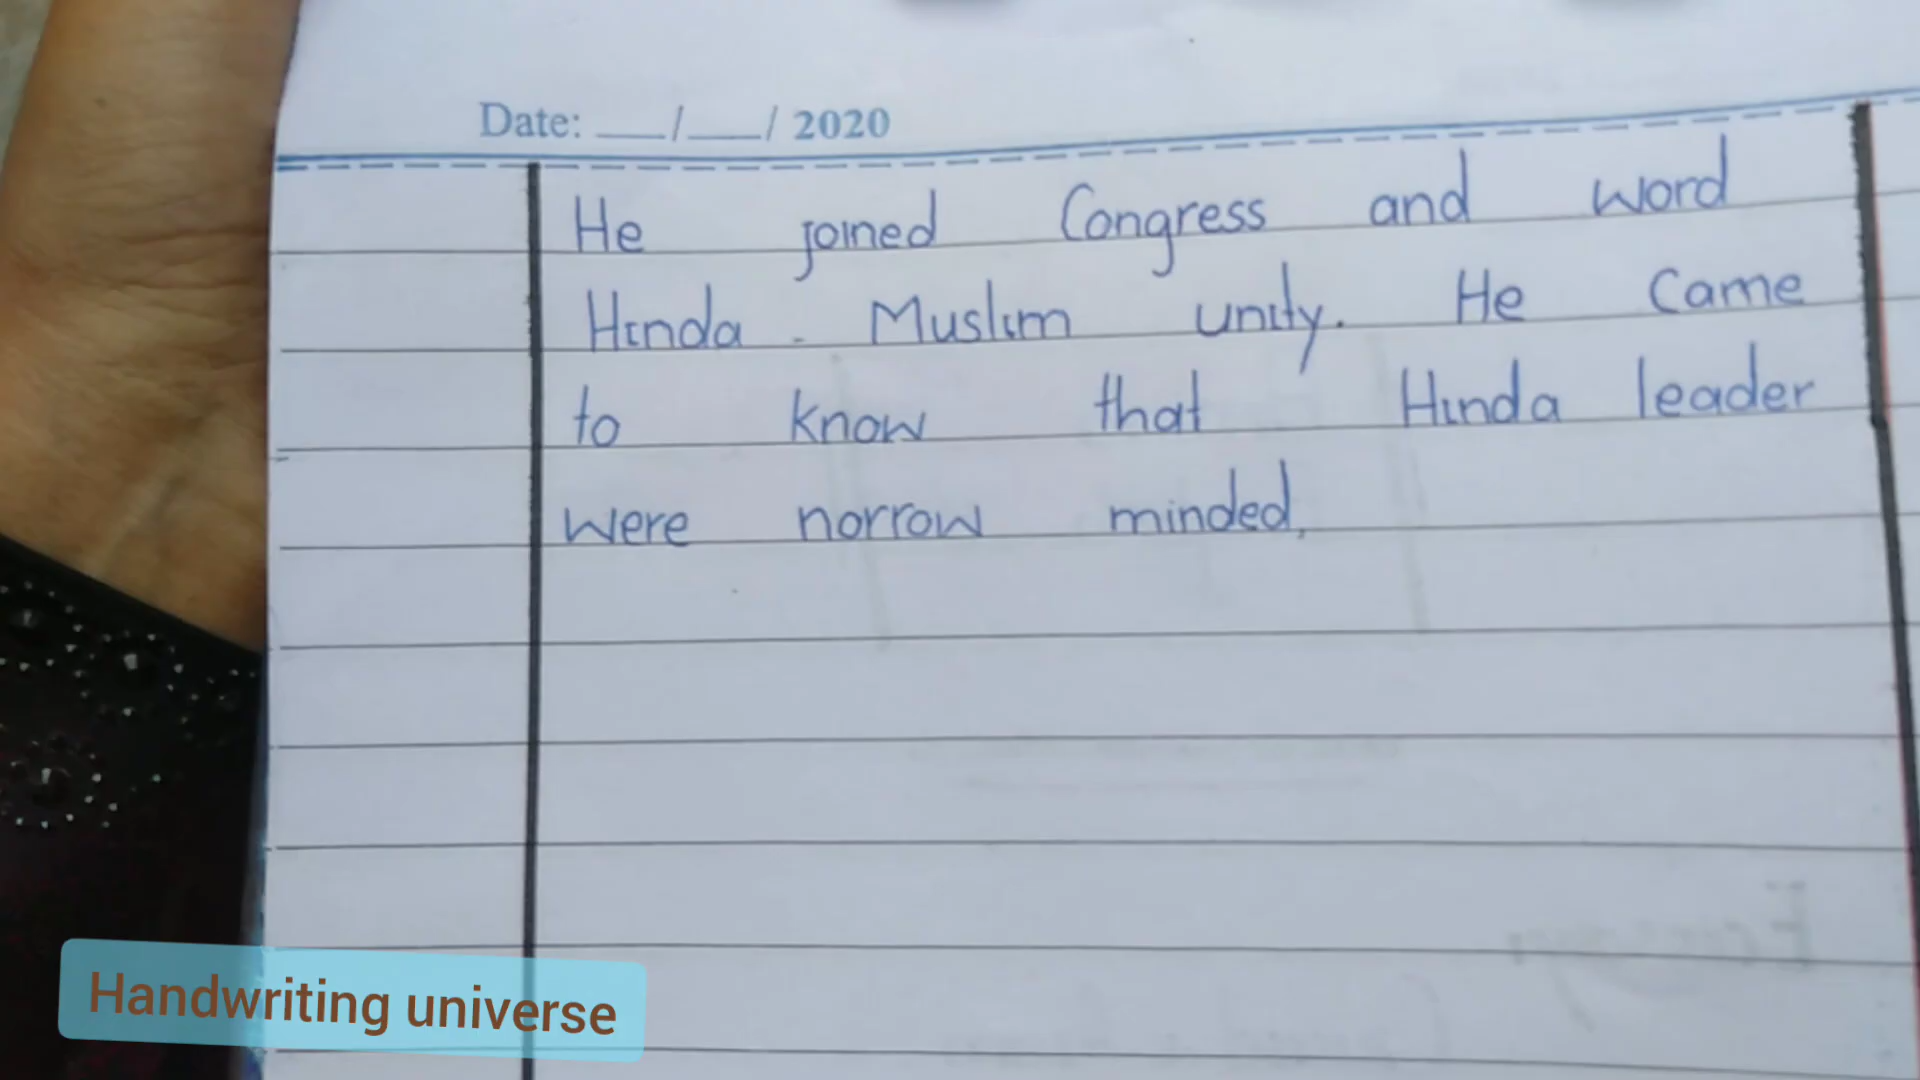 Date: ___/___/ 2020
He joined Congress and word
Hinda - Muslim unity. He Came
to know that Hinda leader
were norrow minded,
Handwriting universe